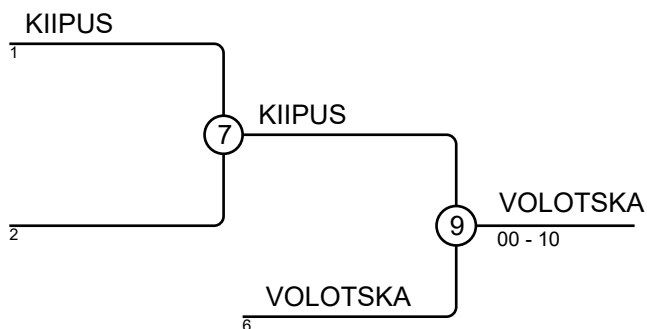 KIIPUS
1
7
KIIPUS
2
9
VOLOTSKA
00 - 10
VOLOTSKA
6